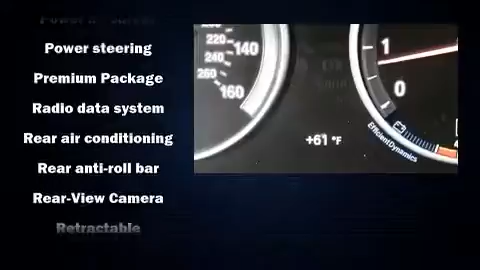 Power steering
Premium Package
Radio data system
Rear air conditioning
Rear anti-roll bar
Rear-View Camera
Retractable
220
240
260
140
160
+61 °F
1
0
EfficientDynamics